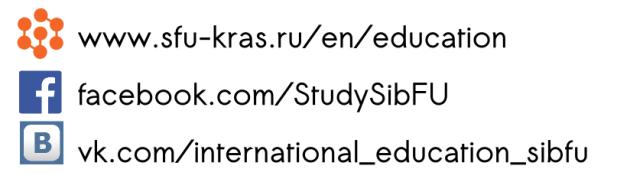 www.sfu-kras.ru/en/education
facebook.com/StudySibFU
vk.com/international_education_sibfu